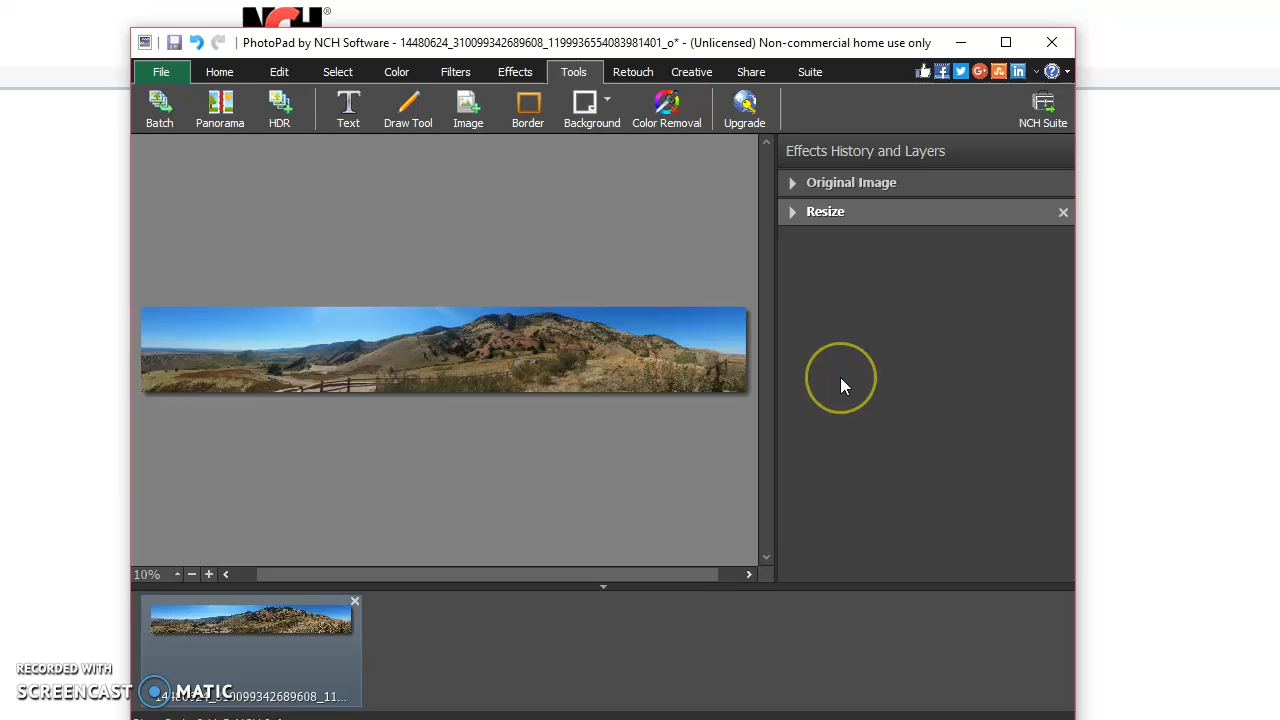 NCH®
PhotoPad by NCH Software - 14480624_310099342689608_1199936554083981401_o* - (Unlicensed) Non-commercial home use only
File Home Edit Select Color Filters Effects Tools Retouch Creative Share Suite
Batch Panorama HDR Text Draw Tool Image Border Background Color Removal Upgrade NCH Suite
Effects History and Layers
Original Image
Resize
10%
14480624_310099342689608_11...
RECORDED WITH
SCREENCAST MATIC